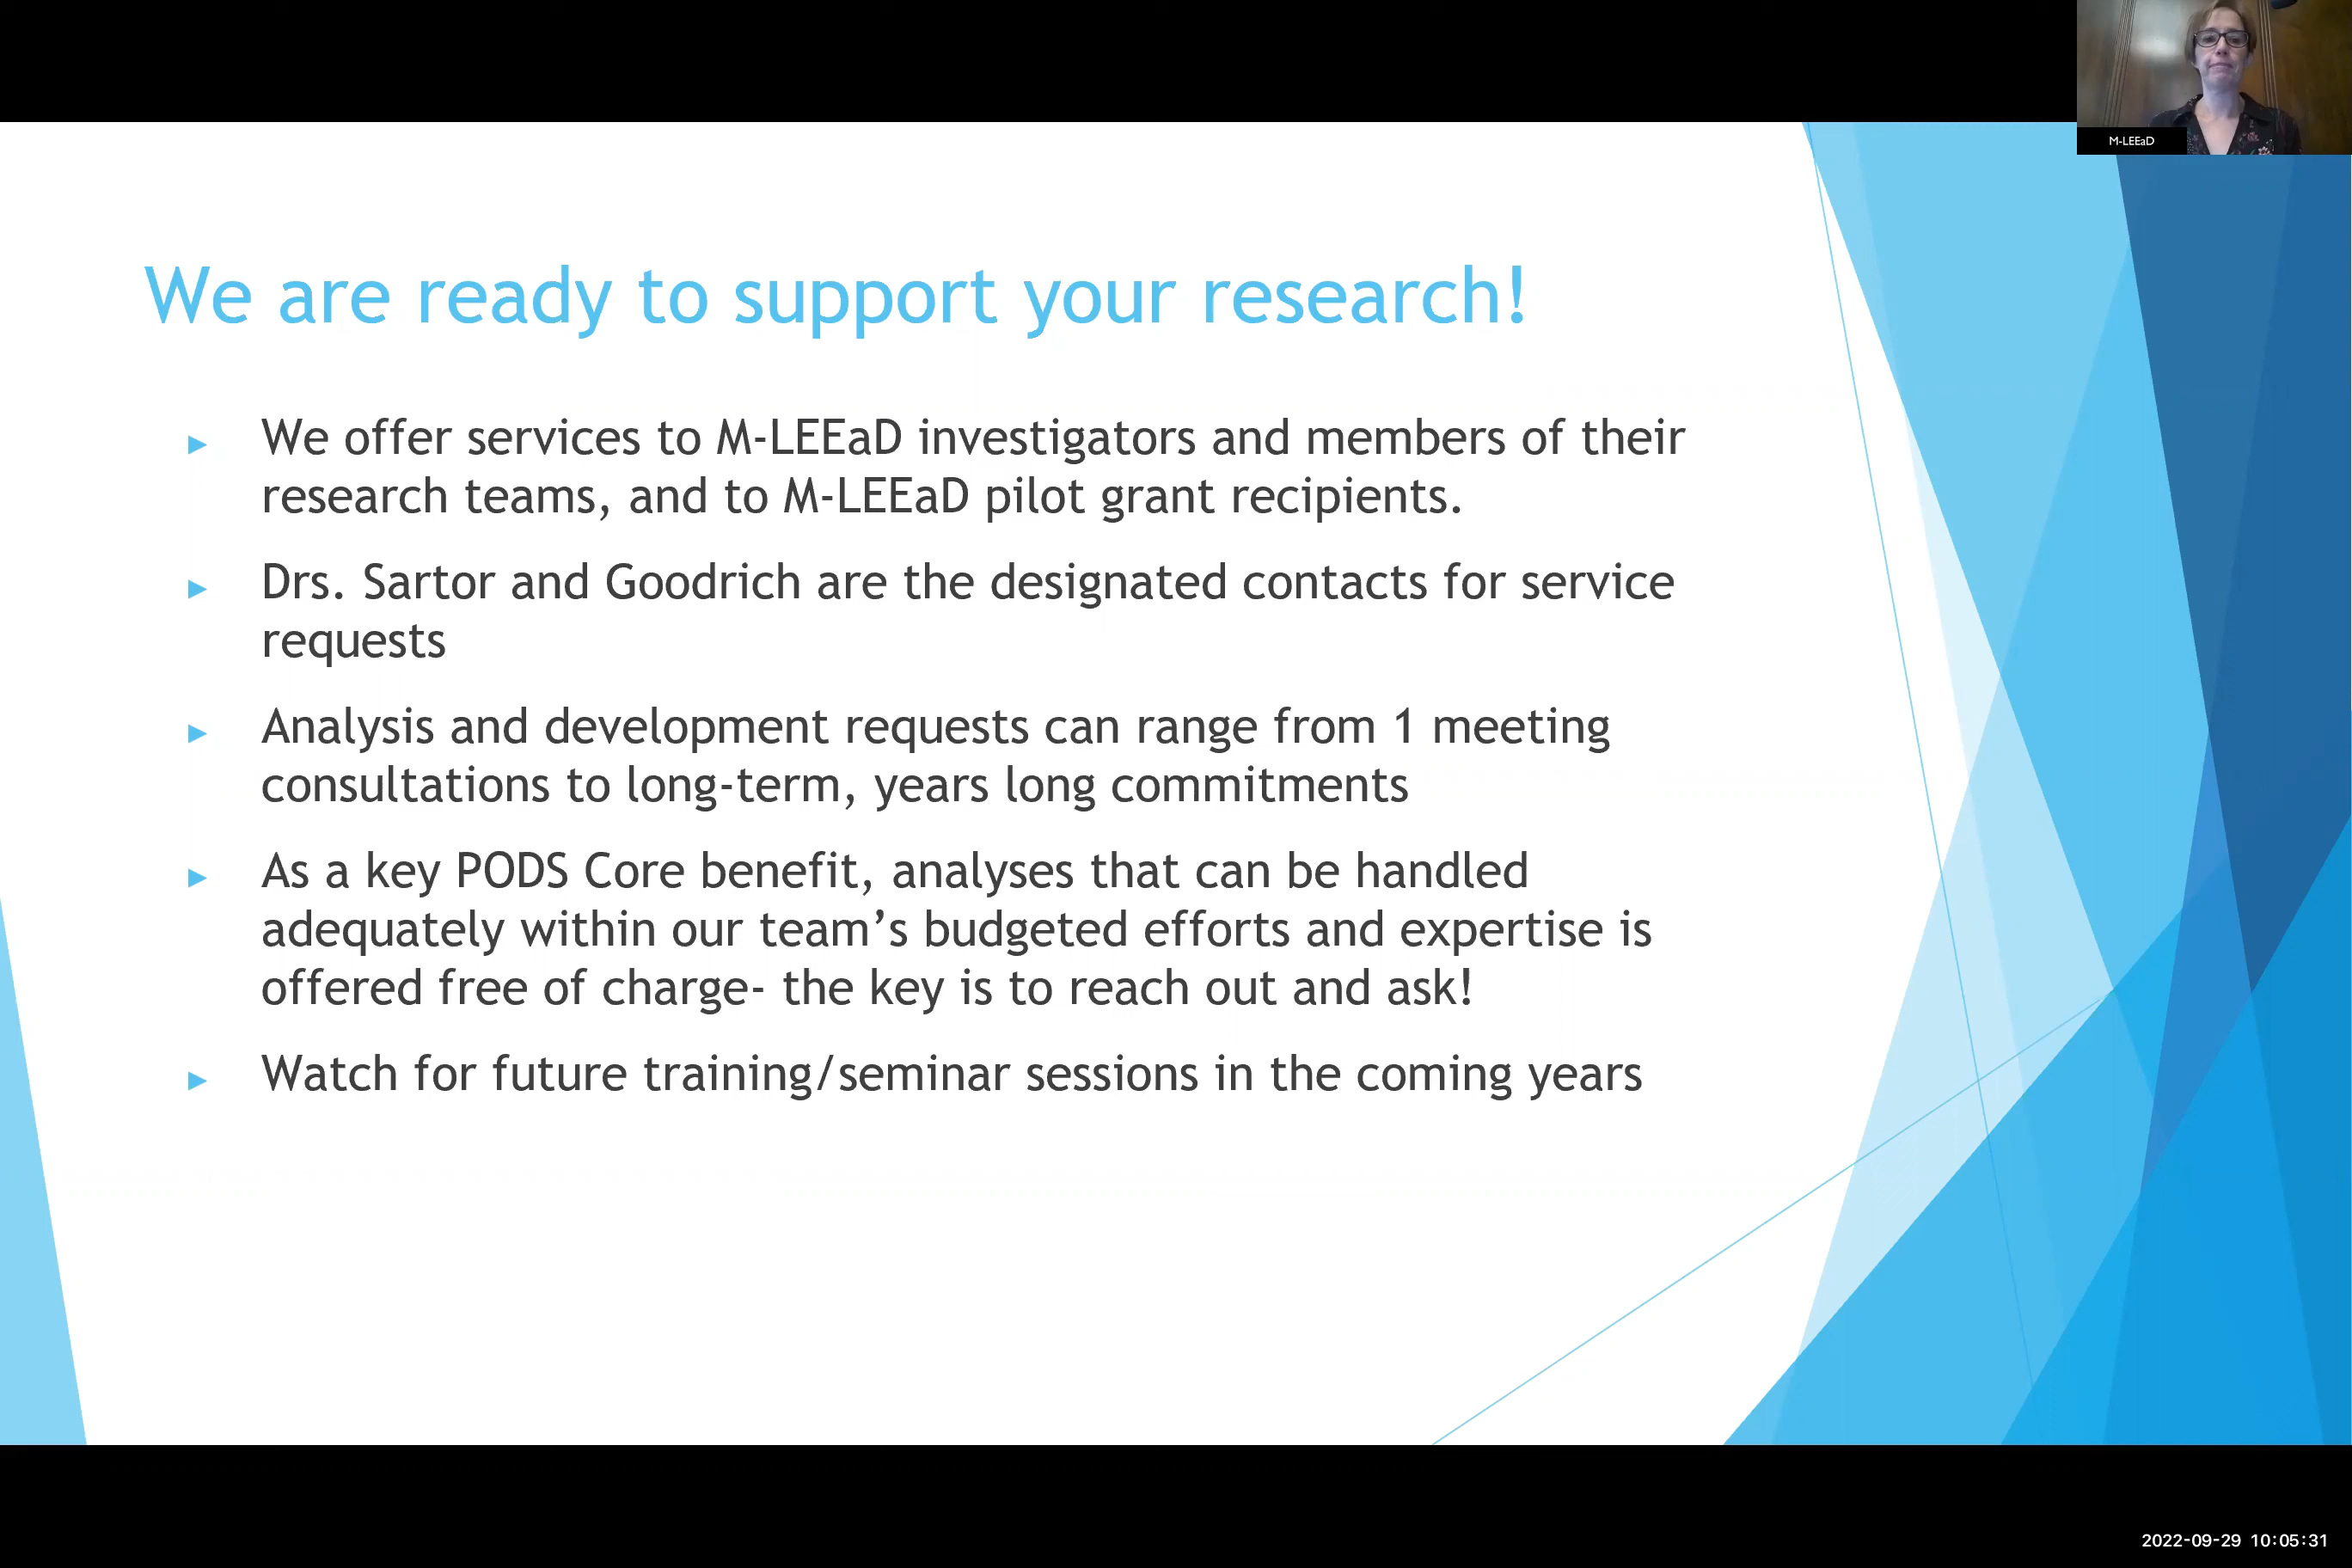 M-LEEaD
We are ready to support your research!
► We offer services to M-LEEaD investigators and members of their
research teams, and to M-LEEaD pilot grant recipients.
► Drs. Sartor and Goodrich are the designated contacts for service
requests
► Analysis and development requests can range from 1 meeting
consultations to long-term, years long commitments
► As a key PODS Core benefit, analyses that can be handled
adequately within our team’s budgeted efforts and expertise is
offered free of charge- the key is to reach out and ask!
► Watch for future training/seminar sessions in the coming years
2022-09-29 10:05:31